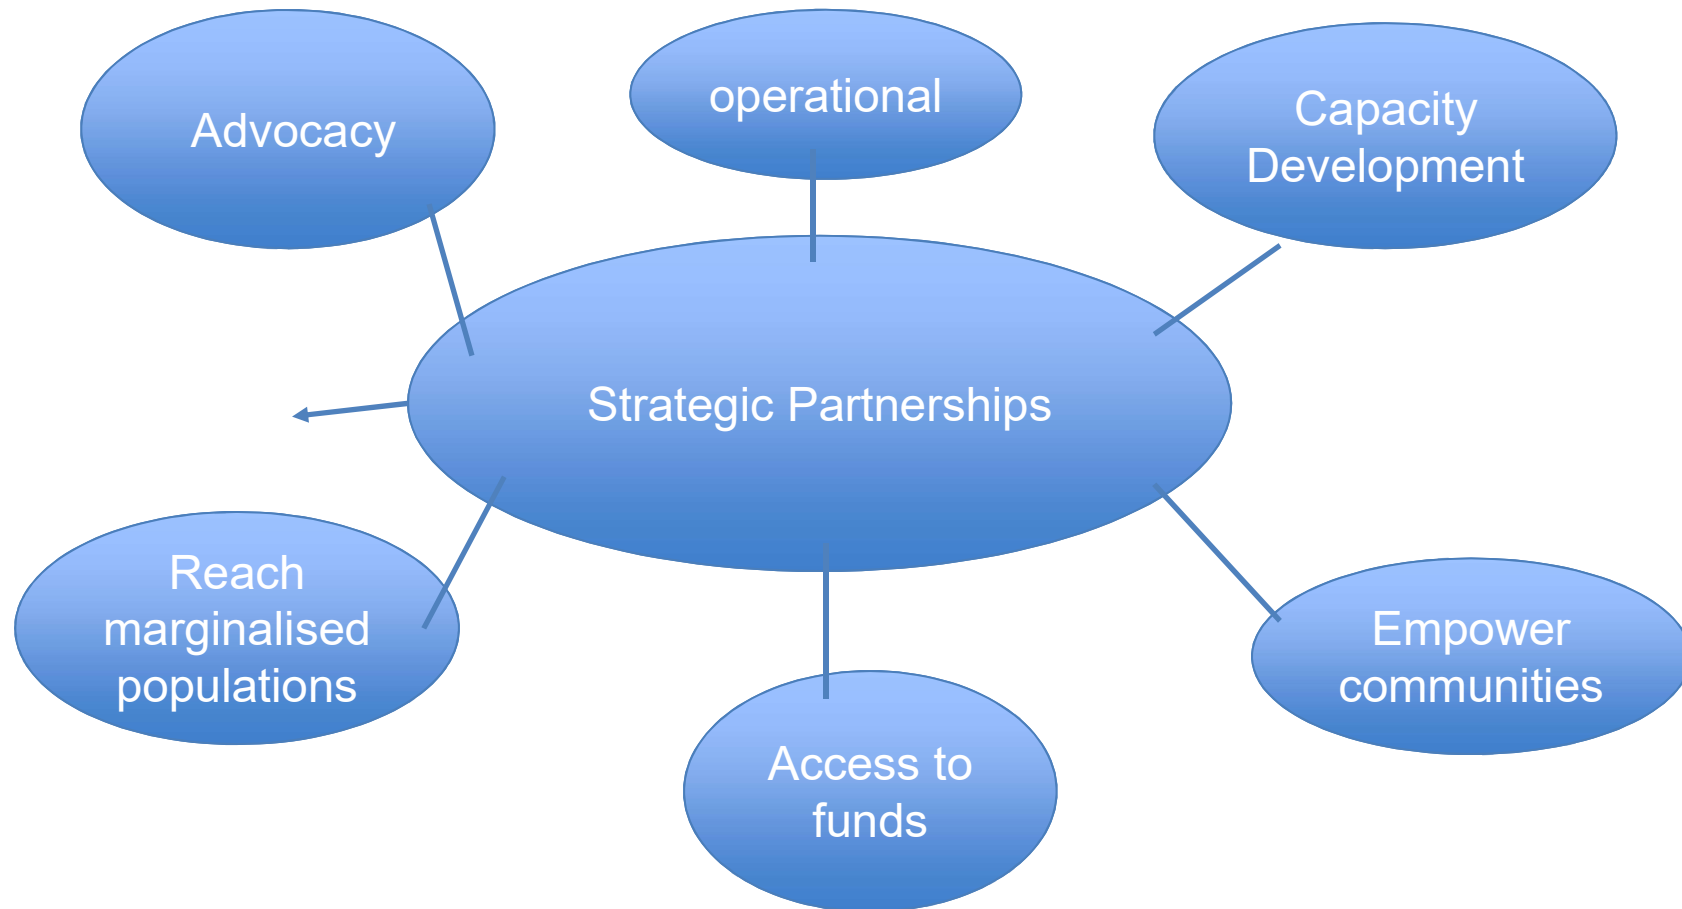 Advocacy
operational
Capacity
Development
Strategic Partnerships
Reach
marginalised
populations
Empower
communities
Access to
funds